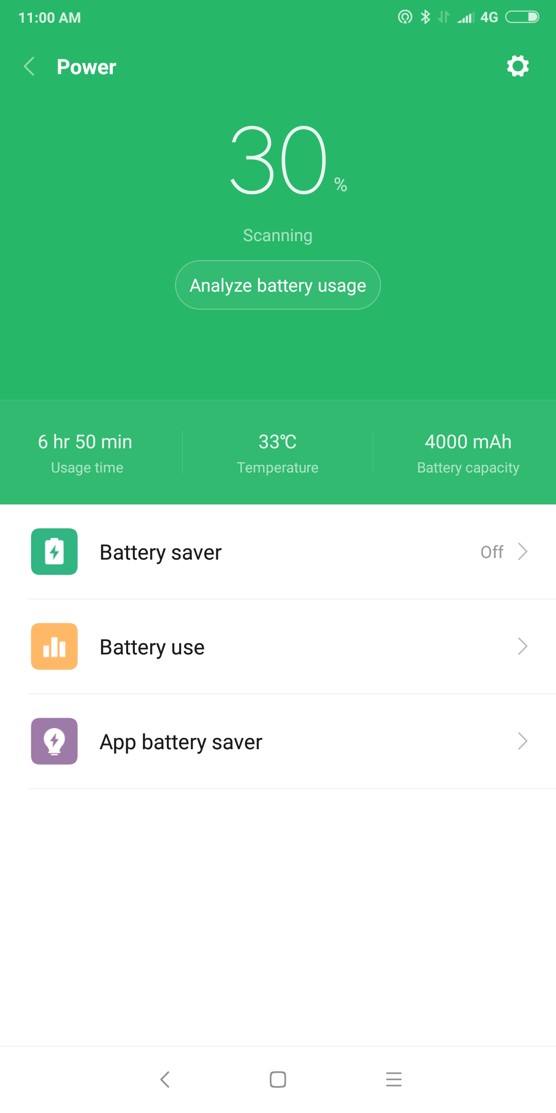 11:00 AM 4G
Power
30 %
Scanning
Analyze battery usage
6 hr 50 min 33℃ 4000 mAh
Usage time Temperature Battery capacity
Battery saver Off
Battery use
App battery saver